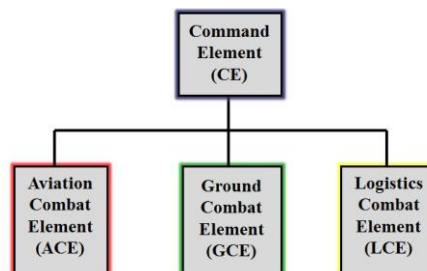 Command
Element
(CE)
Aviation
Combat
Element
(ACE)
Ground
Combat
Element
(GCE)
Logistics
Combat
Element
(LCE)